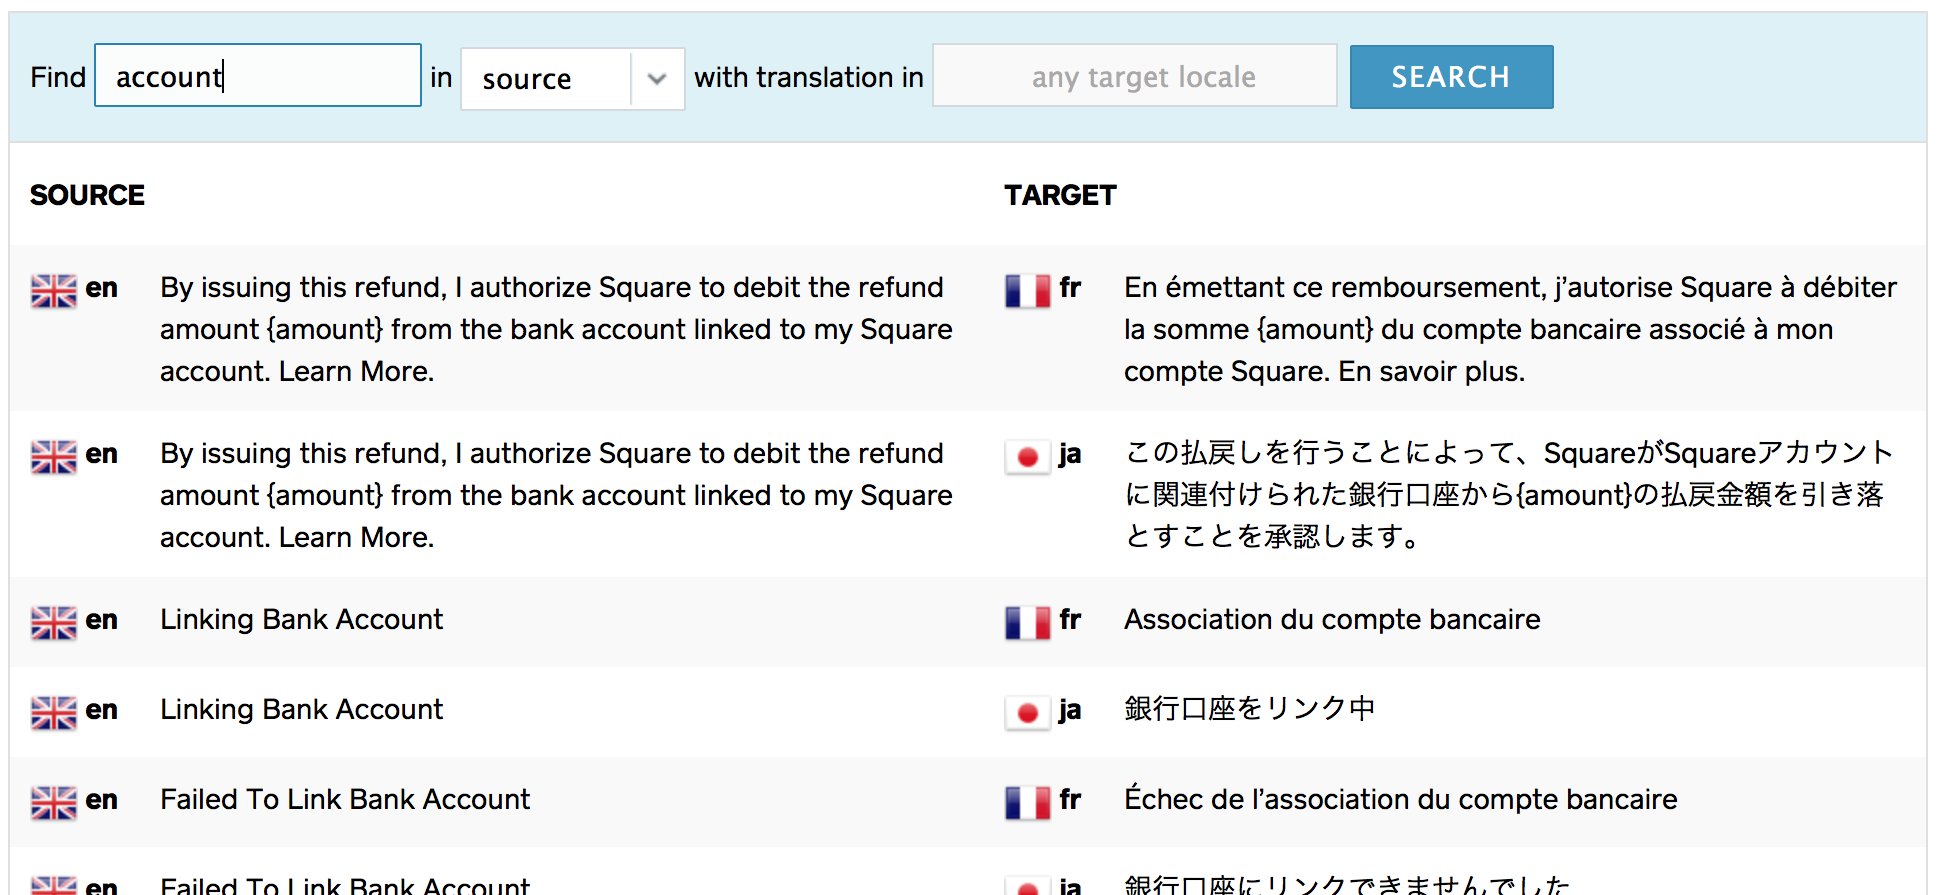 Find account in source with translation in any target locale SEARCH
SOURCE TARGET
en By issuing this refund, I authorize Square to debit the refund
amount {amount} from the bank account linked to my Square
account. Learn More.
fr En émettant ce remboursement, j’autorise Square à débiter
la somme {amount} du compte bancaire associé à mon
compte Square. En savoir plus.
en By issuing this refund, I authorize Square to debit the refund
amount {amount} from the bank account linked to my Square
account. Learn More.
ja この払戻しを行うことによって、SquareがSquareアカウント
に関連付けられた銀行口座から{amount}の払戻金額を引き落
とすことを承認します。
en Linking Bank Account
fr Association du compte bancaire
en Linking Bank Account
ja 銀行口座をリンク中
en Failed To Link Bank Account
fr Échec de l’association du compte bancaire
en Failed To Link Bank Account
ja 銀行口座にリンクできませんでした